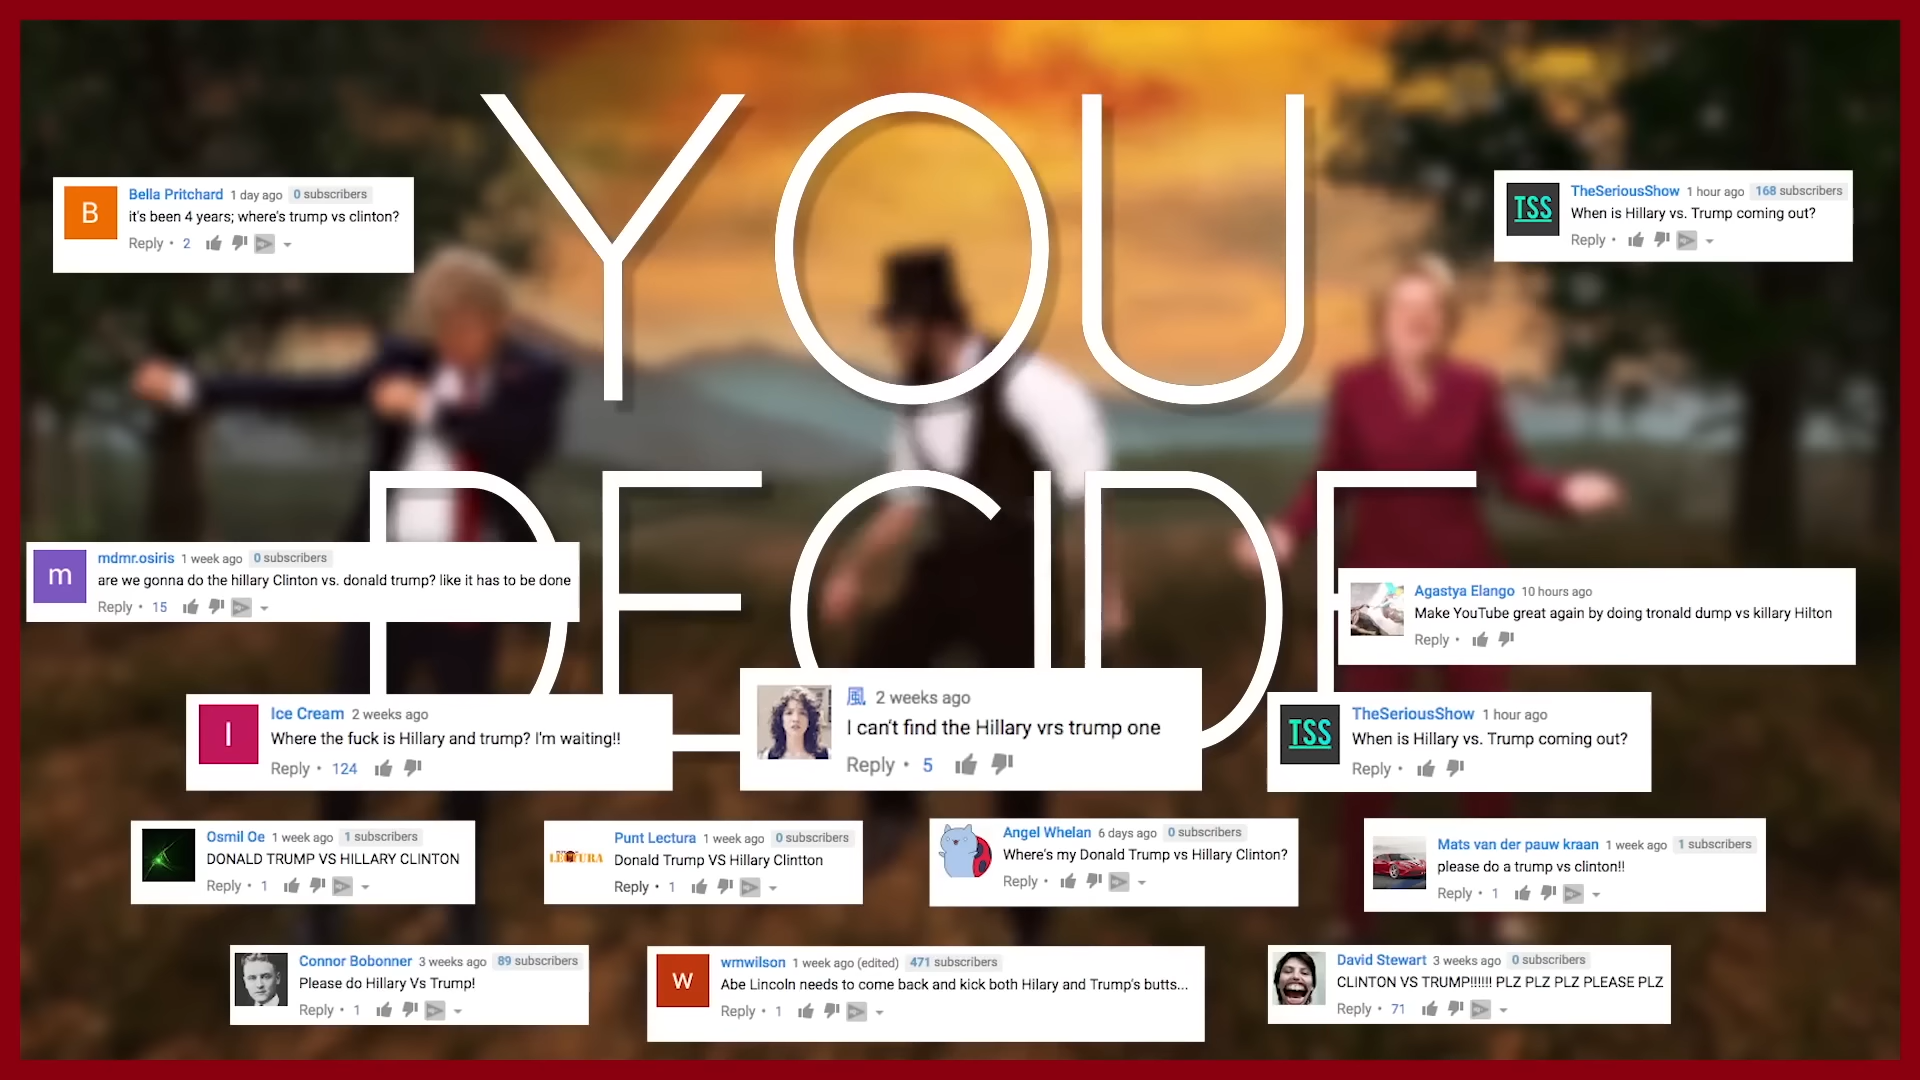 YOU
Bella Pritchard 1 day ago 0 subscribers
it's been 4 years; where's trump vs clinton?
Reply • 2
B
TheSeriousShow 1 hour ago 168 subscribers
When is Hillary vs. Trump coming out?
Reply •
TSS
DECIDE
mdmr.osiris 1 week ago 0 subscribers
are we gonna do the hillary Clinton vs. donald trump? like it has to be done
Reply • 15
m
Agastya Elango 10 hours ago
Make YouTube great again by doing tronald dump vs killary Hilton
Reply •
Ice Cream 2 weeks ago
Where the fuck is Hillary and trump? I'm waiting!!
Reply • 124
I
風 2 weeks ago
I can't find the Hillary vrs trump one
Reply • 5
TheSeriousShow 1 hour ago
When is Hillary vs. Trump coming out?
Reply •
TSS
Osmil Oe 1 week ago 1 subscribers
DONALD TRUMP VS HILLARY CLINTON
Reply • 1
Punt Lectura 1 week ago 0 subscribers
Donald Trump VS Hillary Clintton
Reply • 1
Angel Whelan 6 days ago 0 subscribers
Where's my Donald Trump vs Hillary Clinton?
Reply •
Mats van der pauw kraan 1 week ago 1 subscribers
please do a trump vs clinton!!
Reply • 1
Connor Bobonner 3 weeks ago 89 subscribers
Please do Hillary Vs Trump!
Reply • 1
wmwilson 1 week ago (edited) 471 subscribers
Abe Lincoln needs to come back and kick both Hilary and Trump's butts...
Reply • 1
W
David Stewart 3 weeks ago 0 subscribers
CLINTON VS TRUMP!!!!!! PLZ PLZ PLZ PLEASE PLZ
Reply • 71